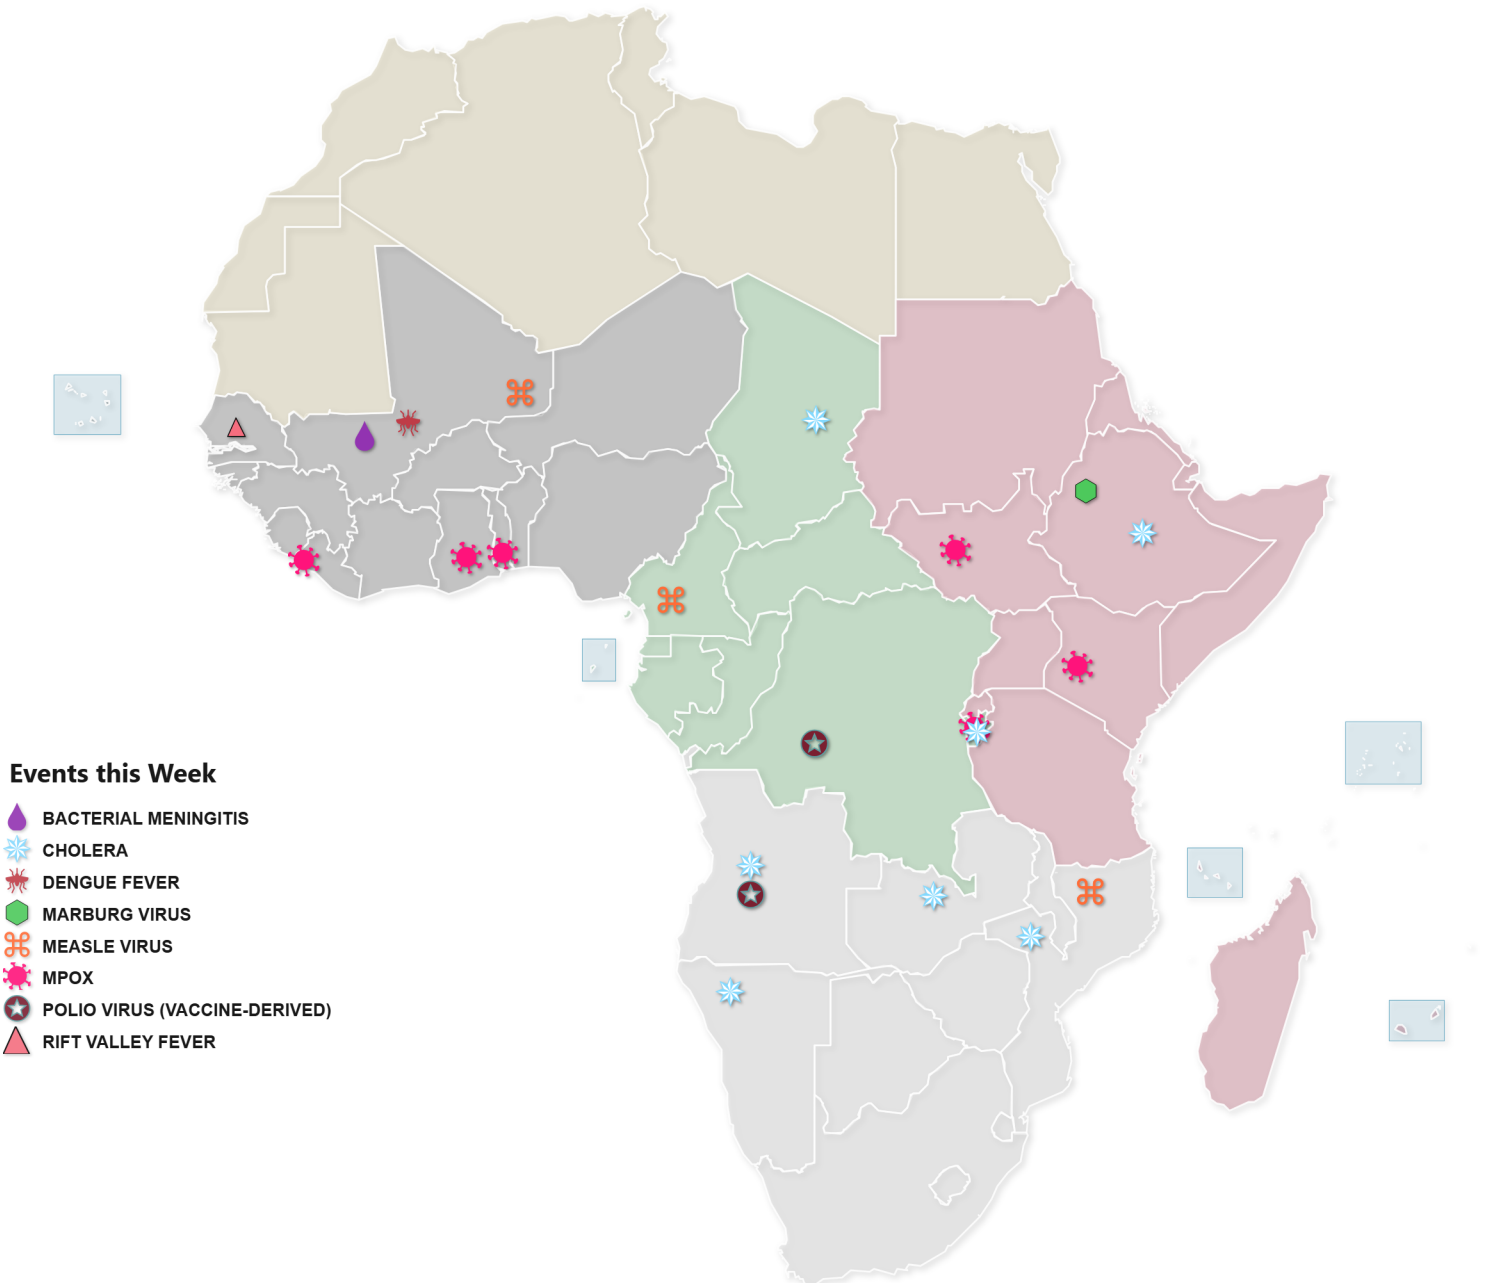 Events this Week
BACTERIAL MENINGITIS
CHOLERA
DENGUE FEVER
MARBURG VIRUS
MEASLE VIRUS
MPOX
POLIO VIRUS (VACCINE-DERIVED)
RIFT VALLEY FEVER